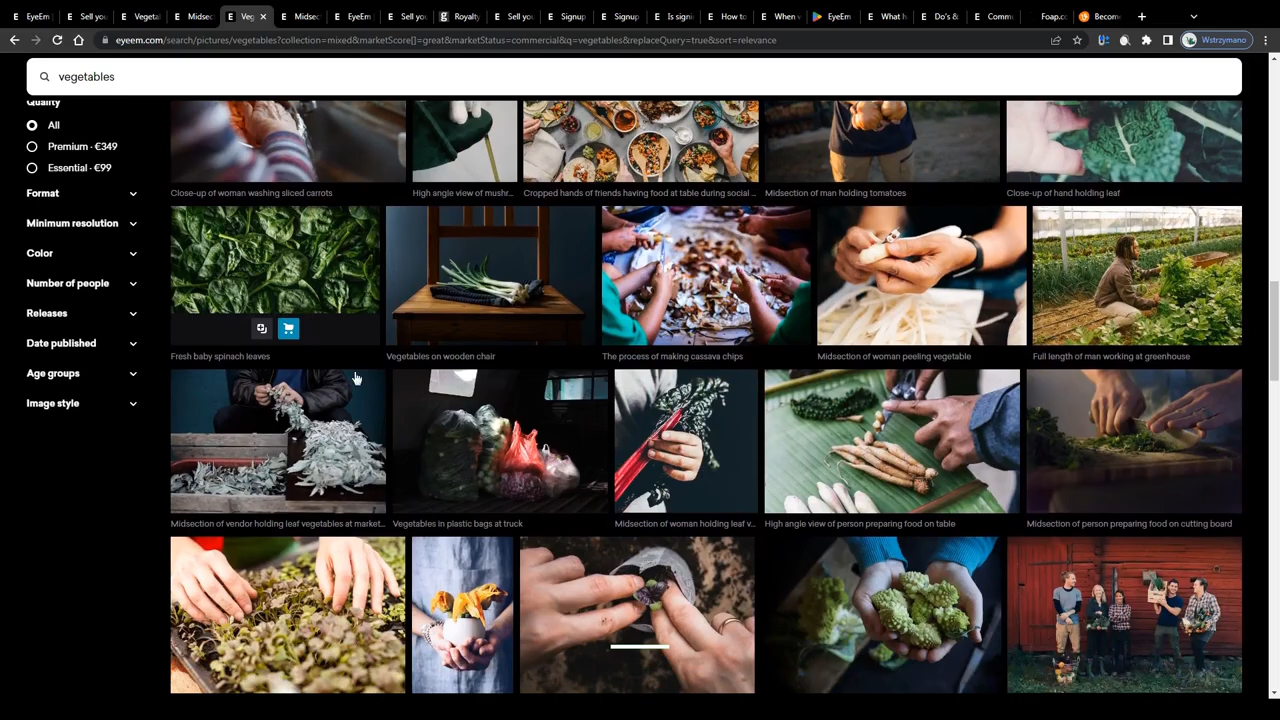 EyeEm
Sell you
Vegetal
Midsec
Veg
Midsec
EyeEm
Sell you
Royalty
Sell you
Signup
Signup
Is signi
How to
When v
EyeEm
What h
Do's &
Commu
Foap.co
Become
eyeem.com/search/pictures/vegetables?collection=mixed&marketScore[]=great&marketStatus=commercial&q=vegetables&replaceQuery=true&sort=relevance
Wstrzymano
vegetables
Quality
All
Premium · €349
Essential · €99
Format
Minimum resolution
Color
Number of people
Releases
Date published
Age groups
Image style
Close-up of woman washing sliced carrots
High angle view of mushr...
Cropped hands of friends having food at table during social ...
Midsection of man holding tomatoes
Close-up of hand holding leaf
Fresh baby spinach leaves
Vegetables on wooden chair
The process of making cassava chips
Midsection of woman peeling vegetable
Full length of man working at greenhouse
Midsection of vendor holding leaf vegetables at market...
Vegetables in plastic bags at truck
Midsection of woman holding leaf v...
High angle view of person preparing food on table
Midsection of person preparing food on cutting board